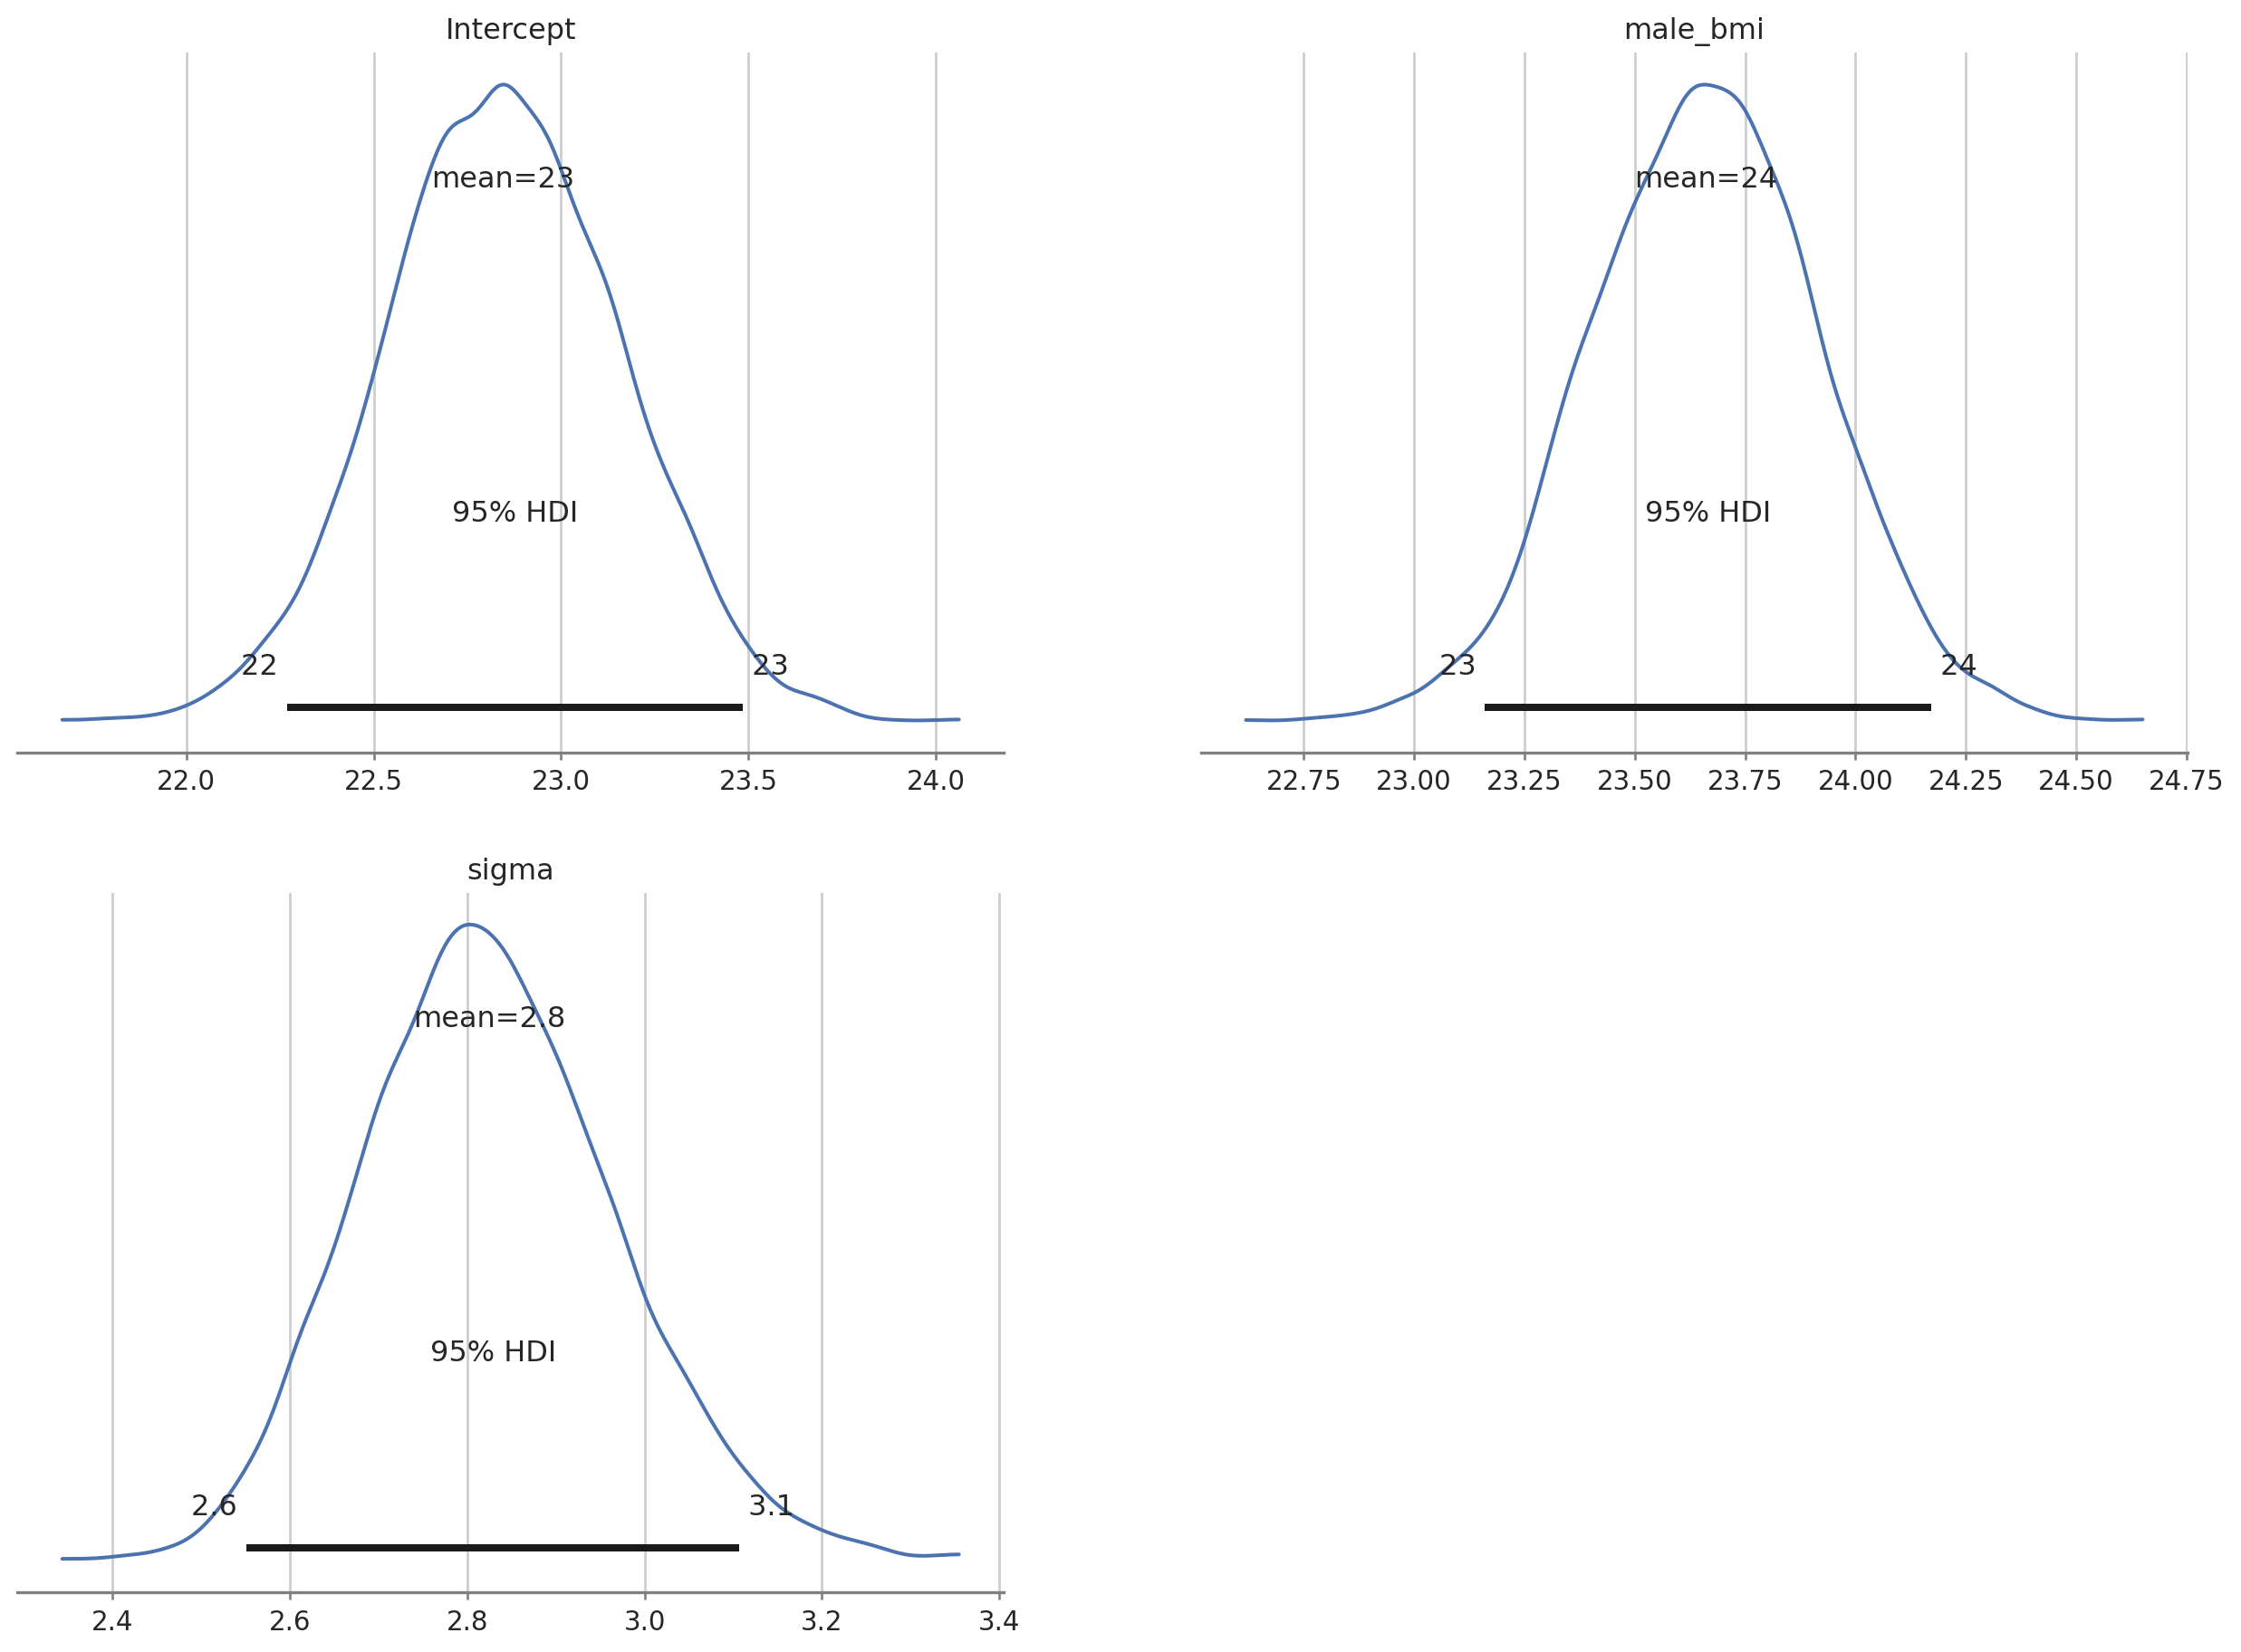 Intercept
mean=23
95% HDI
22 23
22.0 22.5 23.0 23.5 24.0
male_bmi
mean=24
95% HDI
23 24
22.75 23.00 23.25 23.50 23.75 24.00 24.25 24.50 24.75
sigma
mean=2.8
95% HDI
2.6 3.1
2.4 2.6 2.8 3.0 3.2 3.4